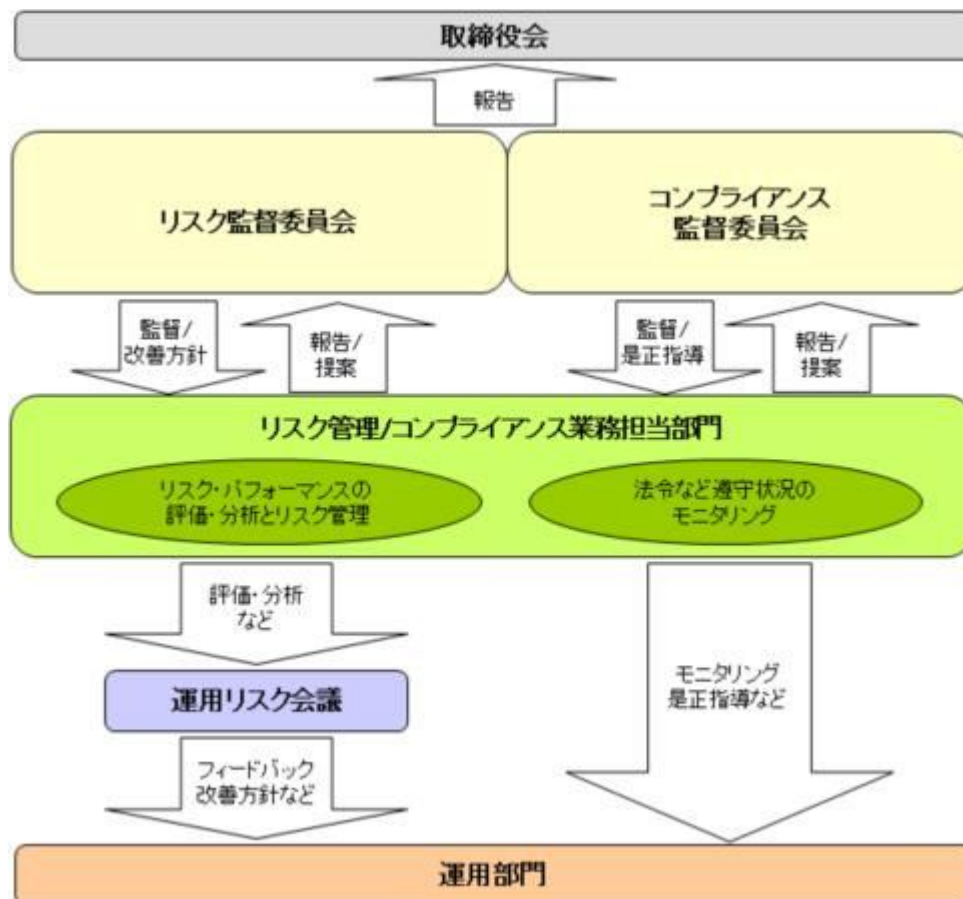 取締役会
報告
リスク監督委員会
コンプライアンス
監督委員会
監督/
改善方針
報告/
提案
監督/
是正指導
報告/
提案
リスク管理/コンプライアンス業務担当部門
リスク・パフォーマンスの
評価・分析とリスク管理
法令など遵守状況の
モニタリング
評価・分析
など
運用リスク会議
モニタリング
是正指導など
フィードバック
改善方針など
運用部門